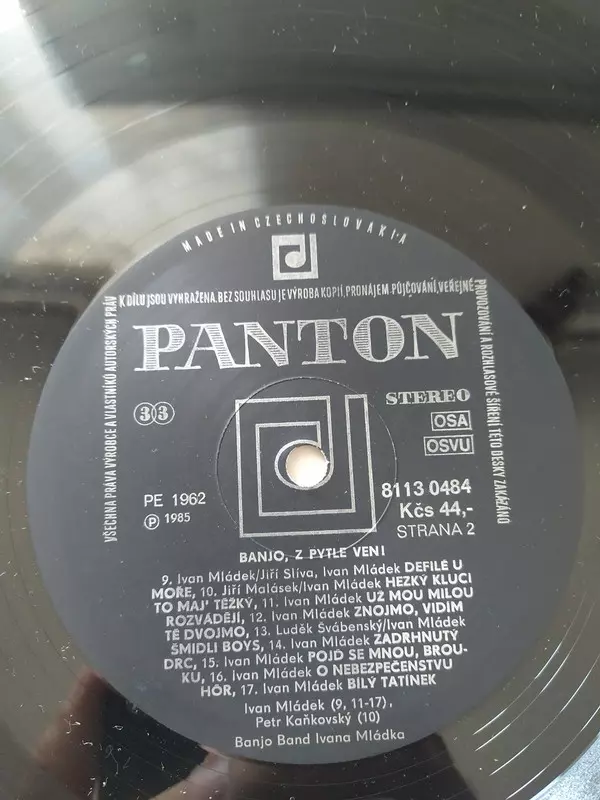 MADE IN CZECHOSLOVAKIA
VŠECHNA PRÁVA VÝROBCE A VLASTNÍKŮ AUTORSKÝCH PRÁV
K DÍLU JSOU VYHRAŽENA. BEZ SOUHLASU JE VÝROBA KOPIÍ, PRONÁJEM, PŮJČOVÁNÍ, VEŘEJNÉ
PROVOZOVÁNÍ A ROZHLASOVÉ ŠÍŘENÍ TÉTO DESKY ZAKÁZÁNO
PANTON
33
STEREO
OSA
OSVU
PE 1962
Ⓟ 1985
8113 0484
Kčs 44,-
STRANA 2
BANJO, Z PYTLE VEN!
9. Ivan Mládek/Jiří Slíva, Ivan Mládek DEFILÉ U
MOŘE, 10. Jiří Malásek/Ivan Mládek HEZKÝ KLUCI
TO MAJ' TĚŽKÝ, 11. Ivan Mládek UŽ MOU MILOU
ROZVÁDĚJÍ, 12. Ivan Mládek ZNOJMO, VIDÍM
TĚ DVOJMO, 13. Luděk Švábenský/Ivan Mládek
ŠMIDLI BOYS, 14. Ivan Mládek ZADRHNUTÝ
DRC, 15. Ivan Mládek POJĎ SE MNOU, BROU-
KU, 16. Ivan Mládek O NEBEZPEČENSTVU
HÔR, 17. Ivan Mládek BILÝ TATÍNEK
Ivan Mládek (9, 11-17),
Petr Kaňkovský (10)
Banjo Band Ivana Mládka